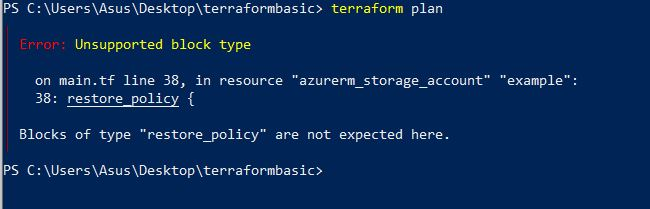 PS C:\Users\Asus\Desktop\terraformbasic> terraform plan
Error: Unsupported block type
on main.tf line 38, in resource "azurerm_storage_account" "example":
38: restore_policy {
Blocks of type "restore_policy" are not expected here.
PS C:\Users\Asus\Desktop\terraformbasic>